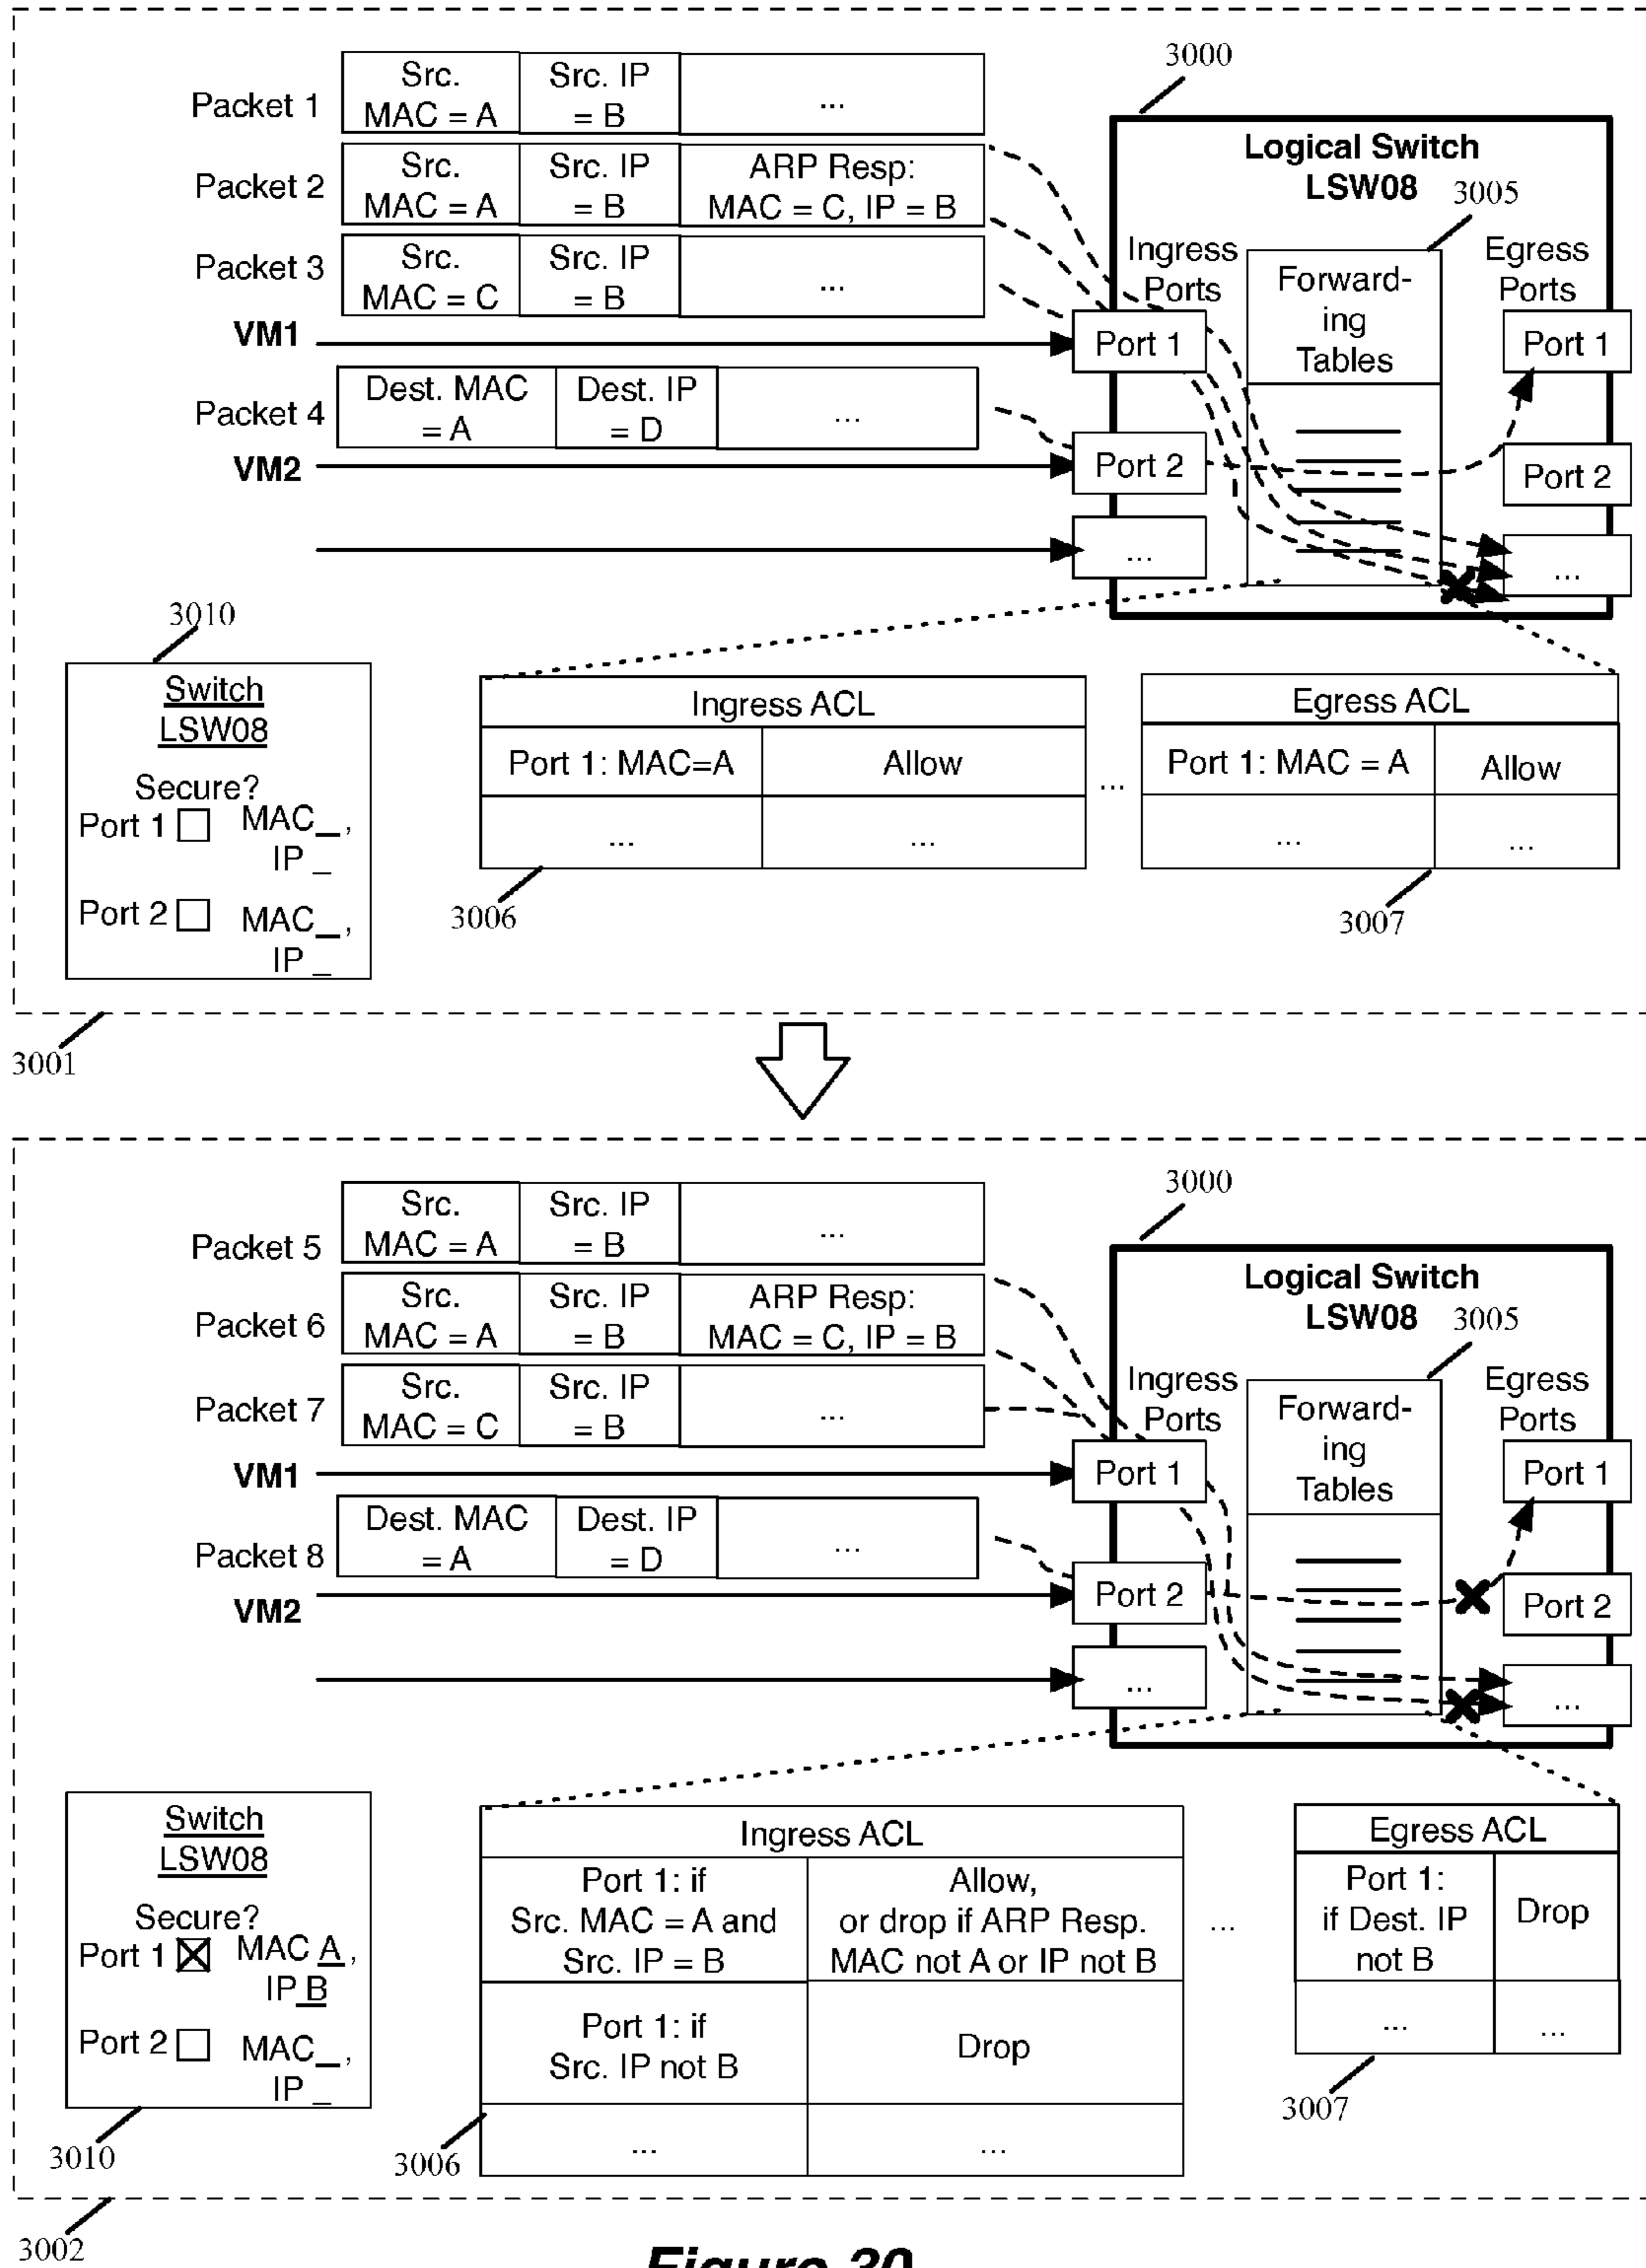 3000
Packet 1
Src.
MAC = A
Src. IP
= B
...
Packet 2
Src.
MAC = A
Src. IP
= B
ARP Resp:
MAC = C, IP = B
Packet 3
Src.
MAC = C
Src. IP
= B
...
VM1
Packet 4
Dest. MAC
= A
Dest. IP
= D
...
VM2
Logical Switch
LSW08
3005
Ingress
Ports
Forward-
ing
Tables
Egress
Ports
Port 1
Port 1
Port 2
Port 2
...
...
3010
Switch
LSW08
Secure?
Port 1 MAC_,
IP _
Port 2 MAC_,
IP _
Ingress ACL
Port 1: MAC=A
Allow
...
...
3006
...
Egress ACL
Port 1: MAC = A
Allow
...
...
3007
3001
3000
Packet 5
Src.
MAC = A
Src. IP
= B
...
Packet 6
Src.
MAC = A
Src. IP
= B
ARP Resp:
MAC = C, IP = B
Packet 7
Src.
MAC = C
Src. IP
= B
...
VM1
Packet 8
Dest. MAC
= A
Dest. IP
= D
...
VM2
Logical Switch
LSW08
3005
Ingress
Ports
Forward-
ing
Tables
Egress
Ports
Port 1
Port 1
Port 2
Port 2
...
...
Switch
LSW08
Secure?
Port 1 MAC A,
IP B
Port 2 MAC_,
IP _
3010
Ingress ACL
Port 1: if
Src. MAC = A and
Src. IP = B
Allow,
or drop if ARP Resp.
MAC not A or IP not B
Port 1: if
Src. IP not B
Drop
...
...
3006
...
Egress ACL
Port 1:
if Dest. IP
not B
Drop
...
...
3007
3002
Figure 30